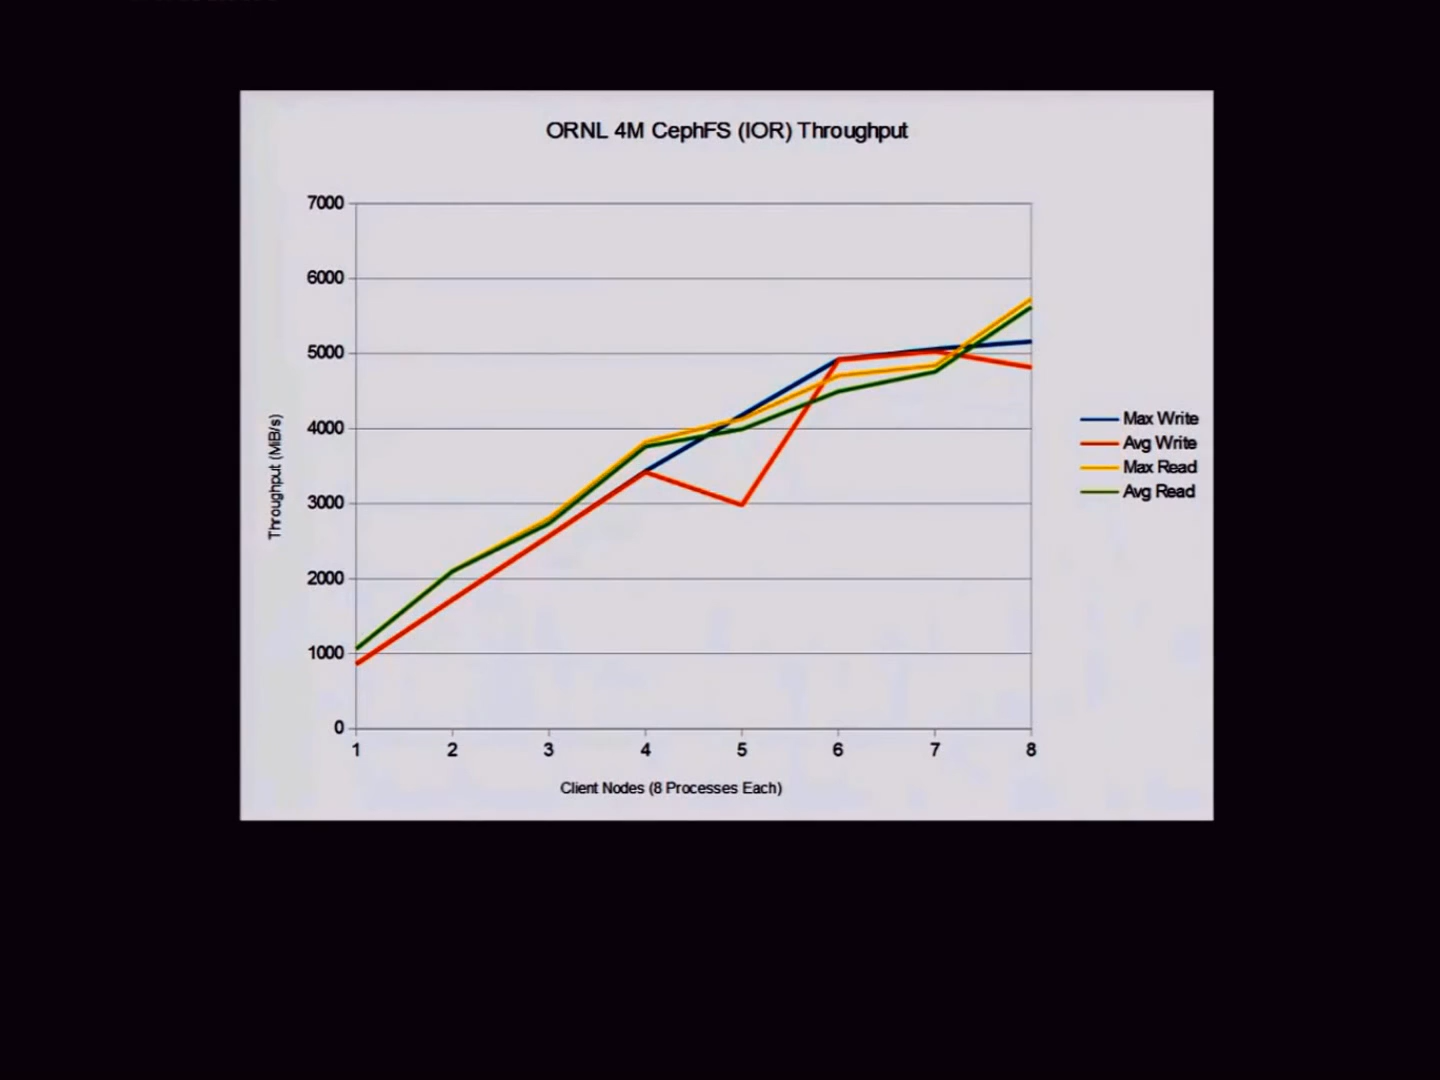 ORNL 4M CephFS (IOR) Throughput
7000
6000
5000
4000
3000
2000
1000
0
Throughput (MiB/s)
1 2 3 4 5 6 7 8
Client Nodes (8 Processes Each)
Max Write
Avg Write
Max Read
Avg Read